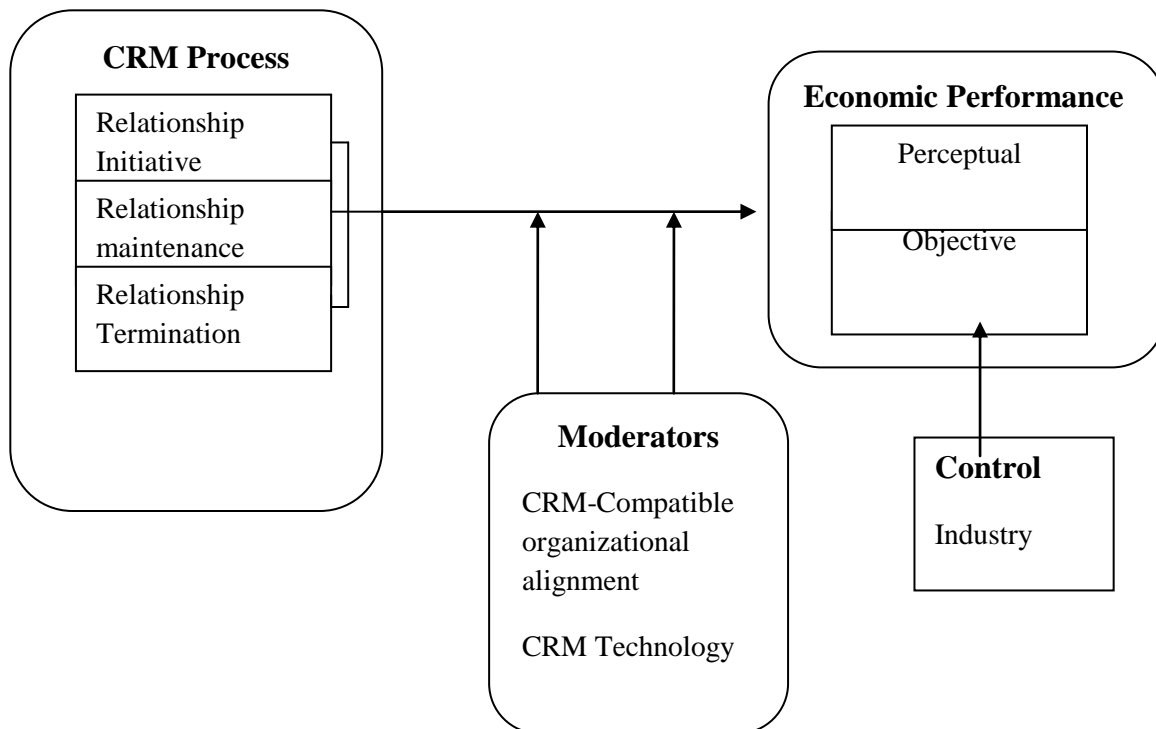 CRM Process
Relationship
Initiative
Relationship
maintenance
Relationship
Termination
Economic Performance
Perceptual
Objective
Moderators
CRM-Compatible
organizational
alignment
CRM Technology
Control
Industry